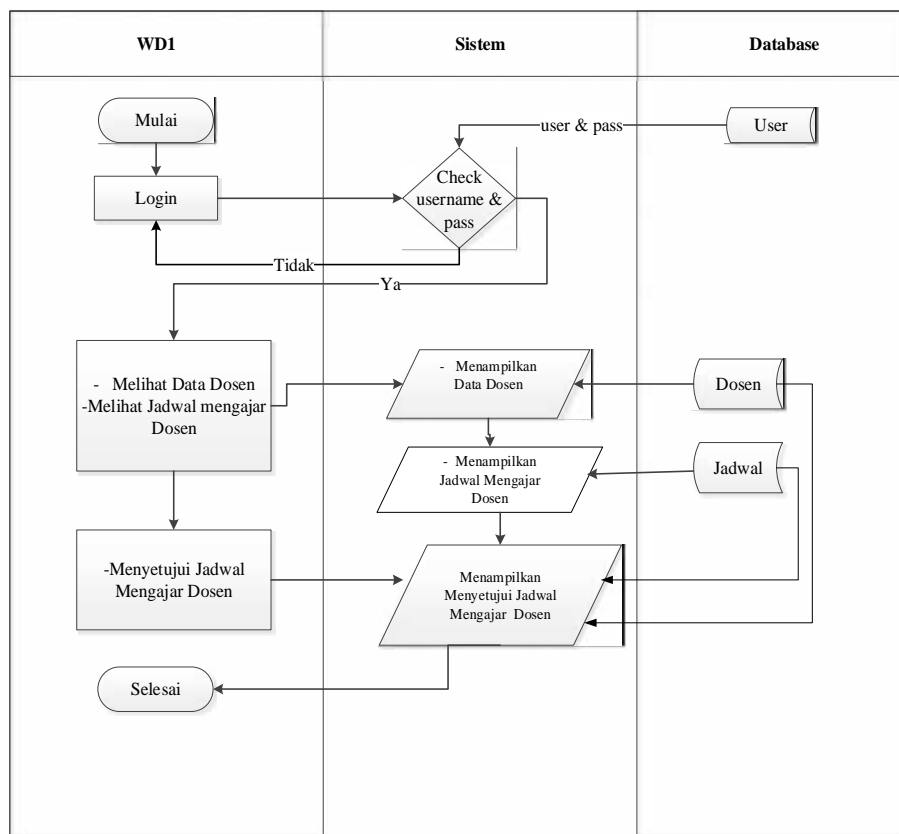 WD1
Sistem
Database
Mulai
user & pass
User
Login
Check
username &
pass
Tidak
Ya
- Melihat Data Dosen
-Melihat Jadwal mengajar
Dosen
- Menampilkan
Data Dosen
Dosen
- Menampilkan
Jadwal Mengajar
Dosen
Jadwal
-Menyetujui Jadwal
Mengajar Dosen
Menampilkan
Menyetujui Jadwal
Mengajar Dosen
Selesai